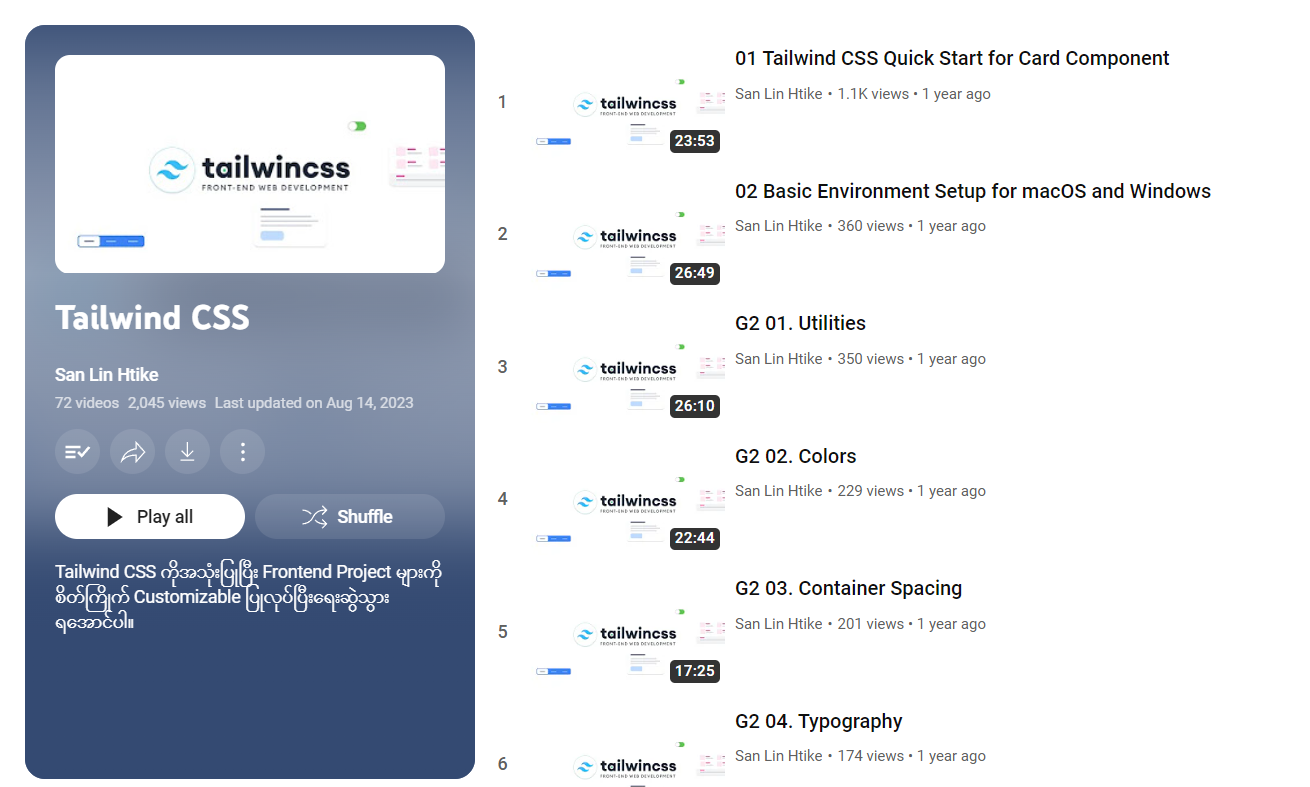 tailwincss
FRONT-END WEB DEVELOPMENT
Tailwind CSS
San Lin Htike
72 videos 2,045 views Last updated on Aug 14, 2023
Play all
Shuffle
Tailwind CSS ကိုအသုံးပြုပြီး Frontend Project များကို
စိတ်ကြိုက် Customizable ပြုလုပ်ပြီးရေးဆွဲသွား
ရအောင်ပါ။
1
tailwincss
FRONT-END WEB DEVELOPMENT
23:53
01 Tailwind CSS Quick Start for Card Component
San Lin Htike • 1.1K views • 1 year ago
2
tailwincss
FRONT-END WEB DEVELOPMENT
26:49
02 Basic Environment Setup for macOS and Windows
San Lin Htike • 360 views • 1 year ago
3
tailwincss
FRONT-END WEB DEVELOPMENT
26:10
G2 01. Utilities
San Lin Htike • 350 views • 1 year ago
4
tailwincss
FRONT-END WEB DEVELOPMENT
22:44
G2 02. Colors
San Lin Htike • 229 views • 1 year ago
5
tailwincss
FRONT-END WEB DEVELOPMENT
17:25
G2 03. Container Spacing
San Lin Htike • 201 views • 1 year ago
6
tailwincss
FRONT-END WEB DEVELOPMENT
G2 04. Typography
San Lin Htike • 174 views • 1 year ago